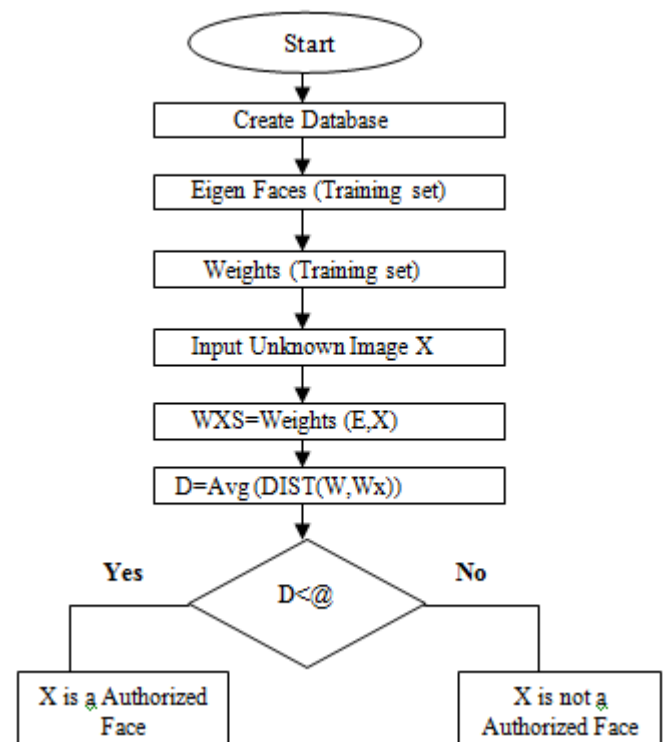 Start
Create Database
Eigen Faces (Training set)
Weights (Training set)
Input Unknown Image X
WXS=Weights (E,X)
D=Avg (DIST(W,Wx))
Yes
No
D<@
X is a Authorized
Face
X is not a
Authorized Face